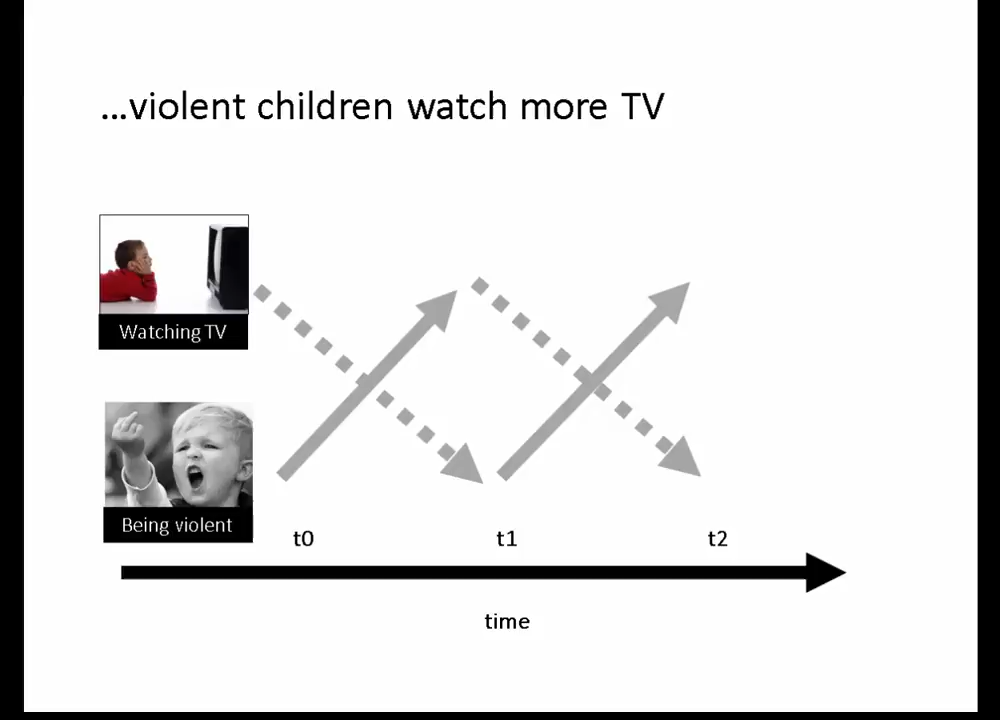 ...violent children watch more TV
Watching TV
Being violent
t0
t1
t2
time